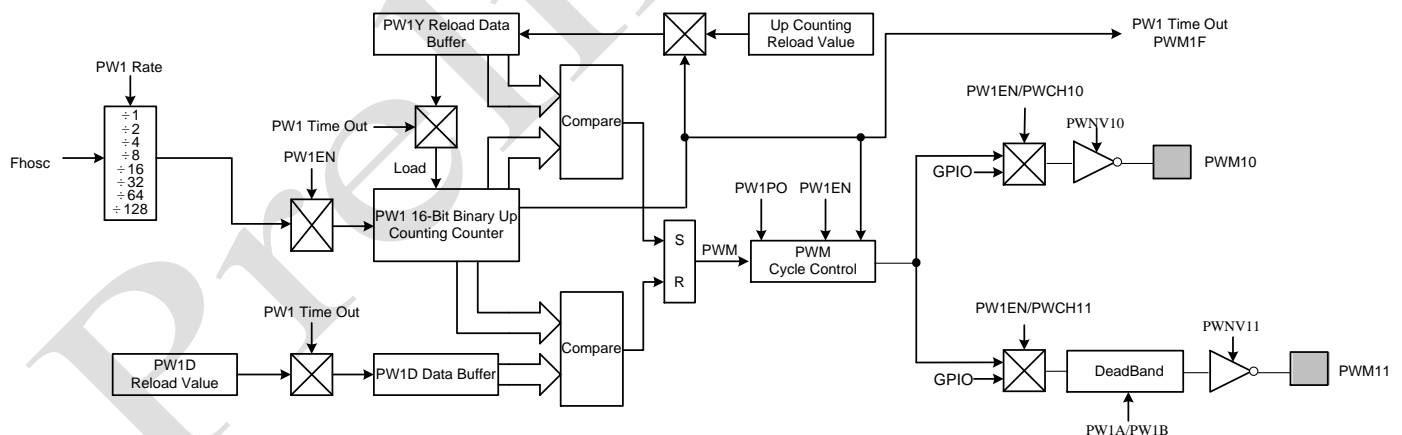 PW1Y Reload Data
Buffer
Up Counting
Reload Value
PW1 Time Out
PWM1F
PW1 Rate
÷1
÷2
÷4
÷8
÷16
÷32
÷64
÷128
Fhosc
PW1 Time Out
Load
PW1EN
Compare
PW1EN/PWCH10
PWNV10
GPIO
PWM10
PW1 16-Bit Binary Up
Counting Counter
PW1PO
PW1EN
S
R
PWM
PWM
Cycle Control
PW1 Time Out
PW1D
Reload Value
PW1D Data Buffer
Compare
PW1EN/PWCH11
PWNV11
GPIO
DeadBand
PWM11
PW1A/PW1B
Preli